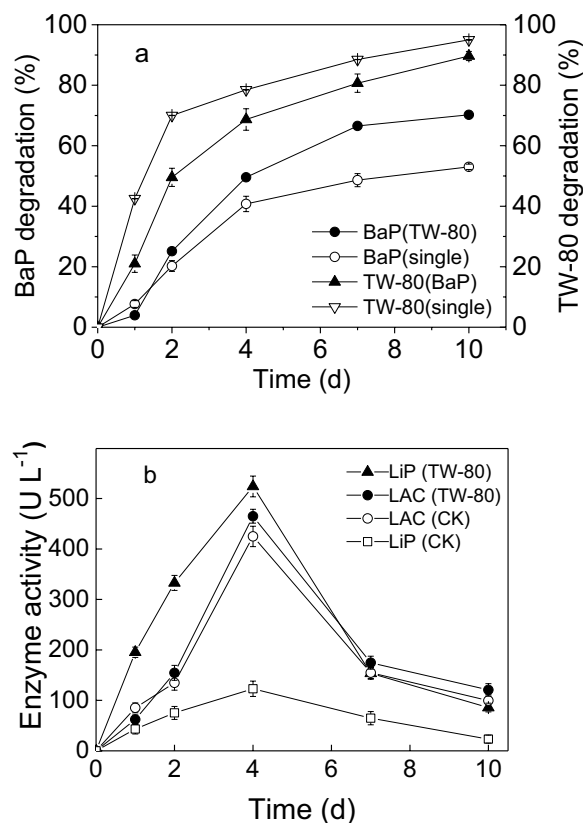 a
100
80
60
40
20
0
BaP degradation (%)
100
80
60
40
20
0
TW-80 degradation (%)
BaP(TW-80)
BaP(single)
TW-80(BaP)
TW-80(single)
0 2 4 6 8 10
Time (d)
b
500
400
300
200
100
0
Enzyme activity (U L-1)
LiP (TW-80)
LAC (TW-80)
LAC (CK)
LiP (CK)
0 2 4 6 8 10
Time (d)